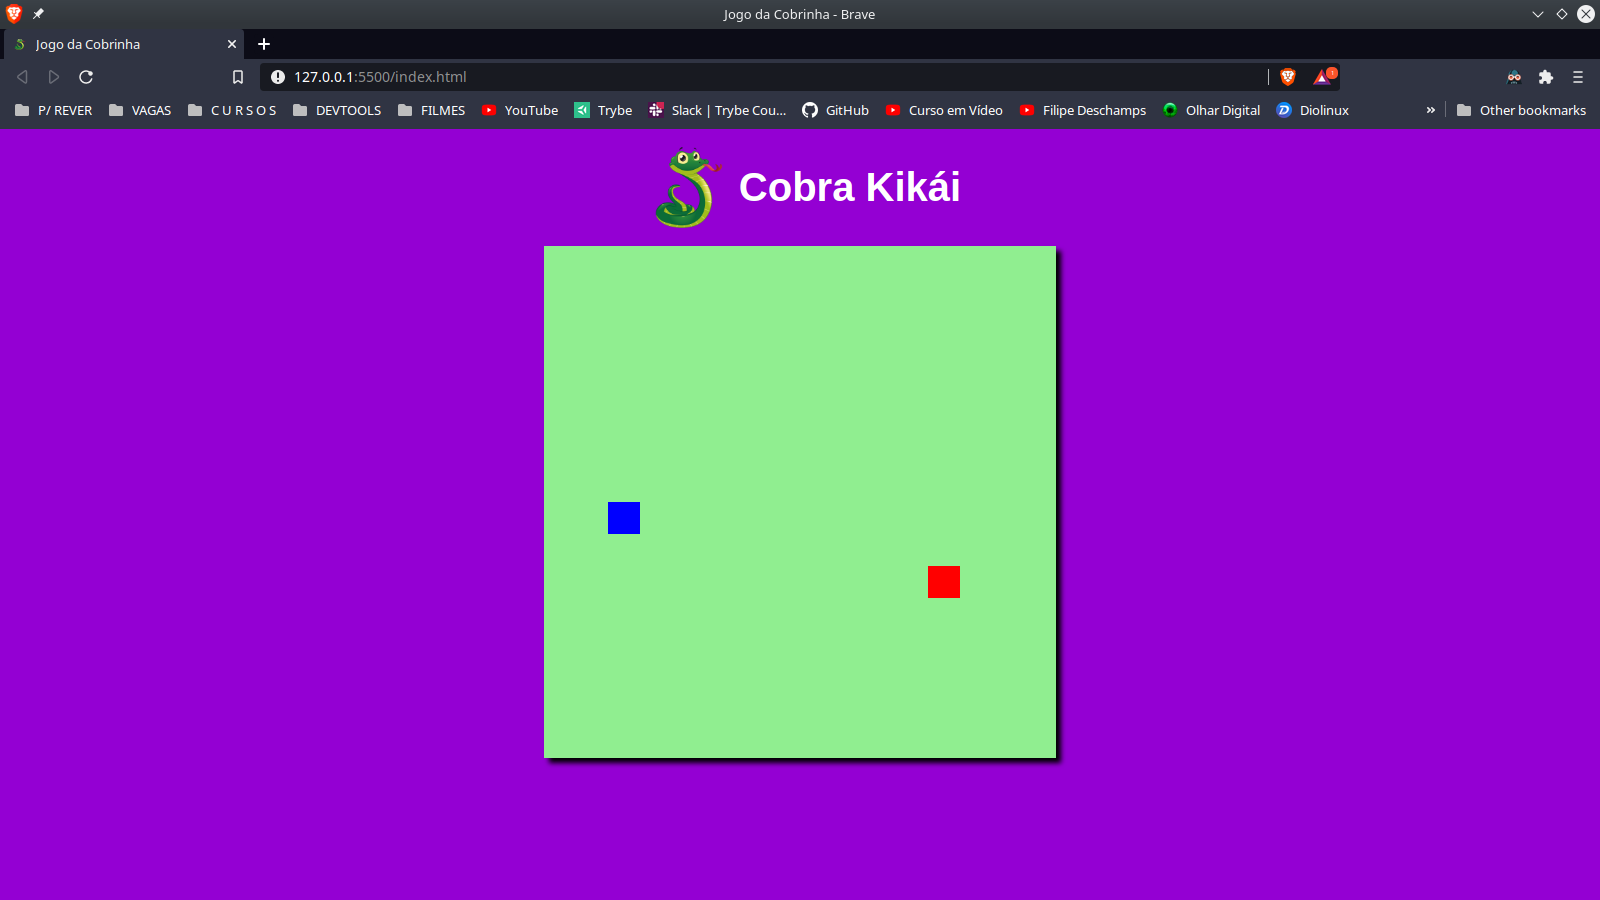 Jogo da Cobrinha - Brave
Jogo da Cobrinha
127.0.0.1:5500/index.html
P/ REVER VAGAS C U R S O S DEVTOOLS FILMES YouTube Trybe Slack | Trybe Cou... GitHub Curso em Vídeo Filipe Deschamps Olhar Digital Diolinux » Other bookmarks
Cobra Kikái